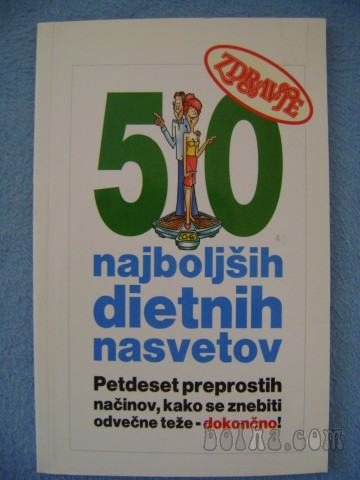 ZDRAVJE
50
najboljših
dietnih
nasvetov
Petdeset preprostih
načinov, kako se znebiti
odvečne teže - dokončno!
bolha.com